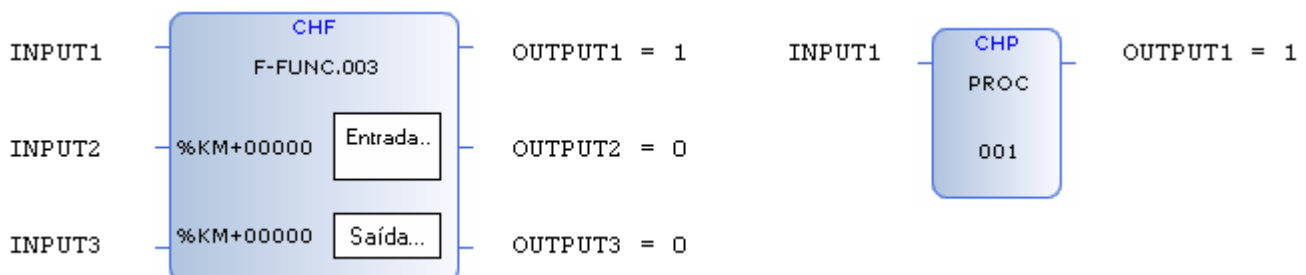 CHF
INPUT1 F-FUNC.003 OUTPUT1 = 1
INPUT2 %KM+00000 Entrada.. OUTPUT2 = 0
INPUT3 %KM+00000 Saída... OUTPUT3 = 0
CHP
INPUT1 PROC OUTPUT1 = 1
001